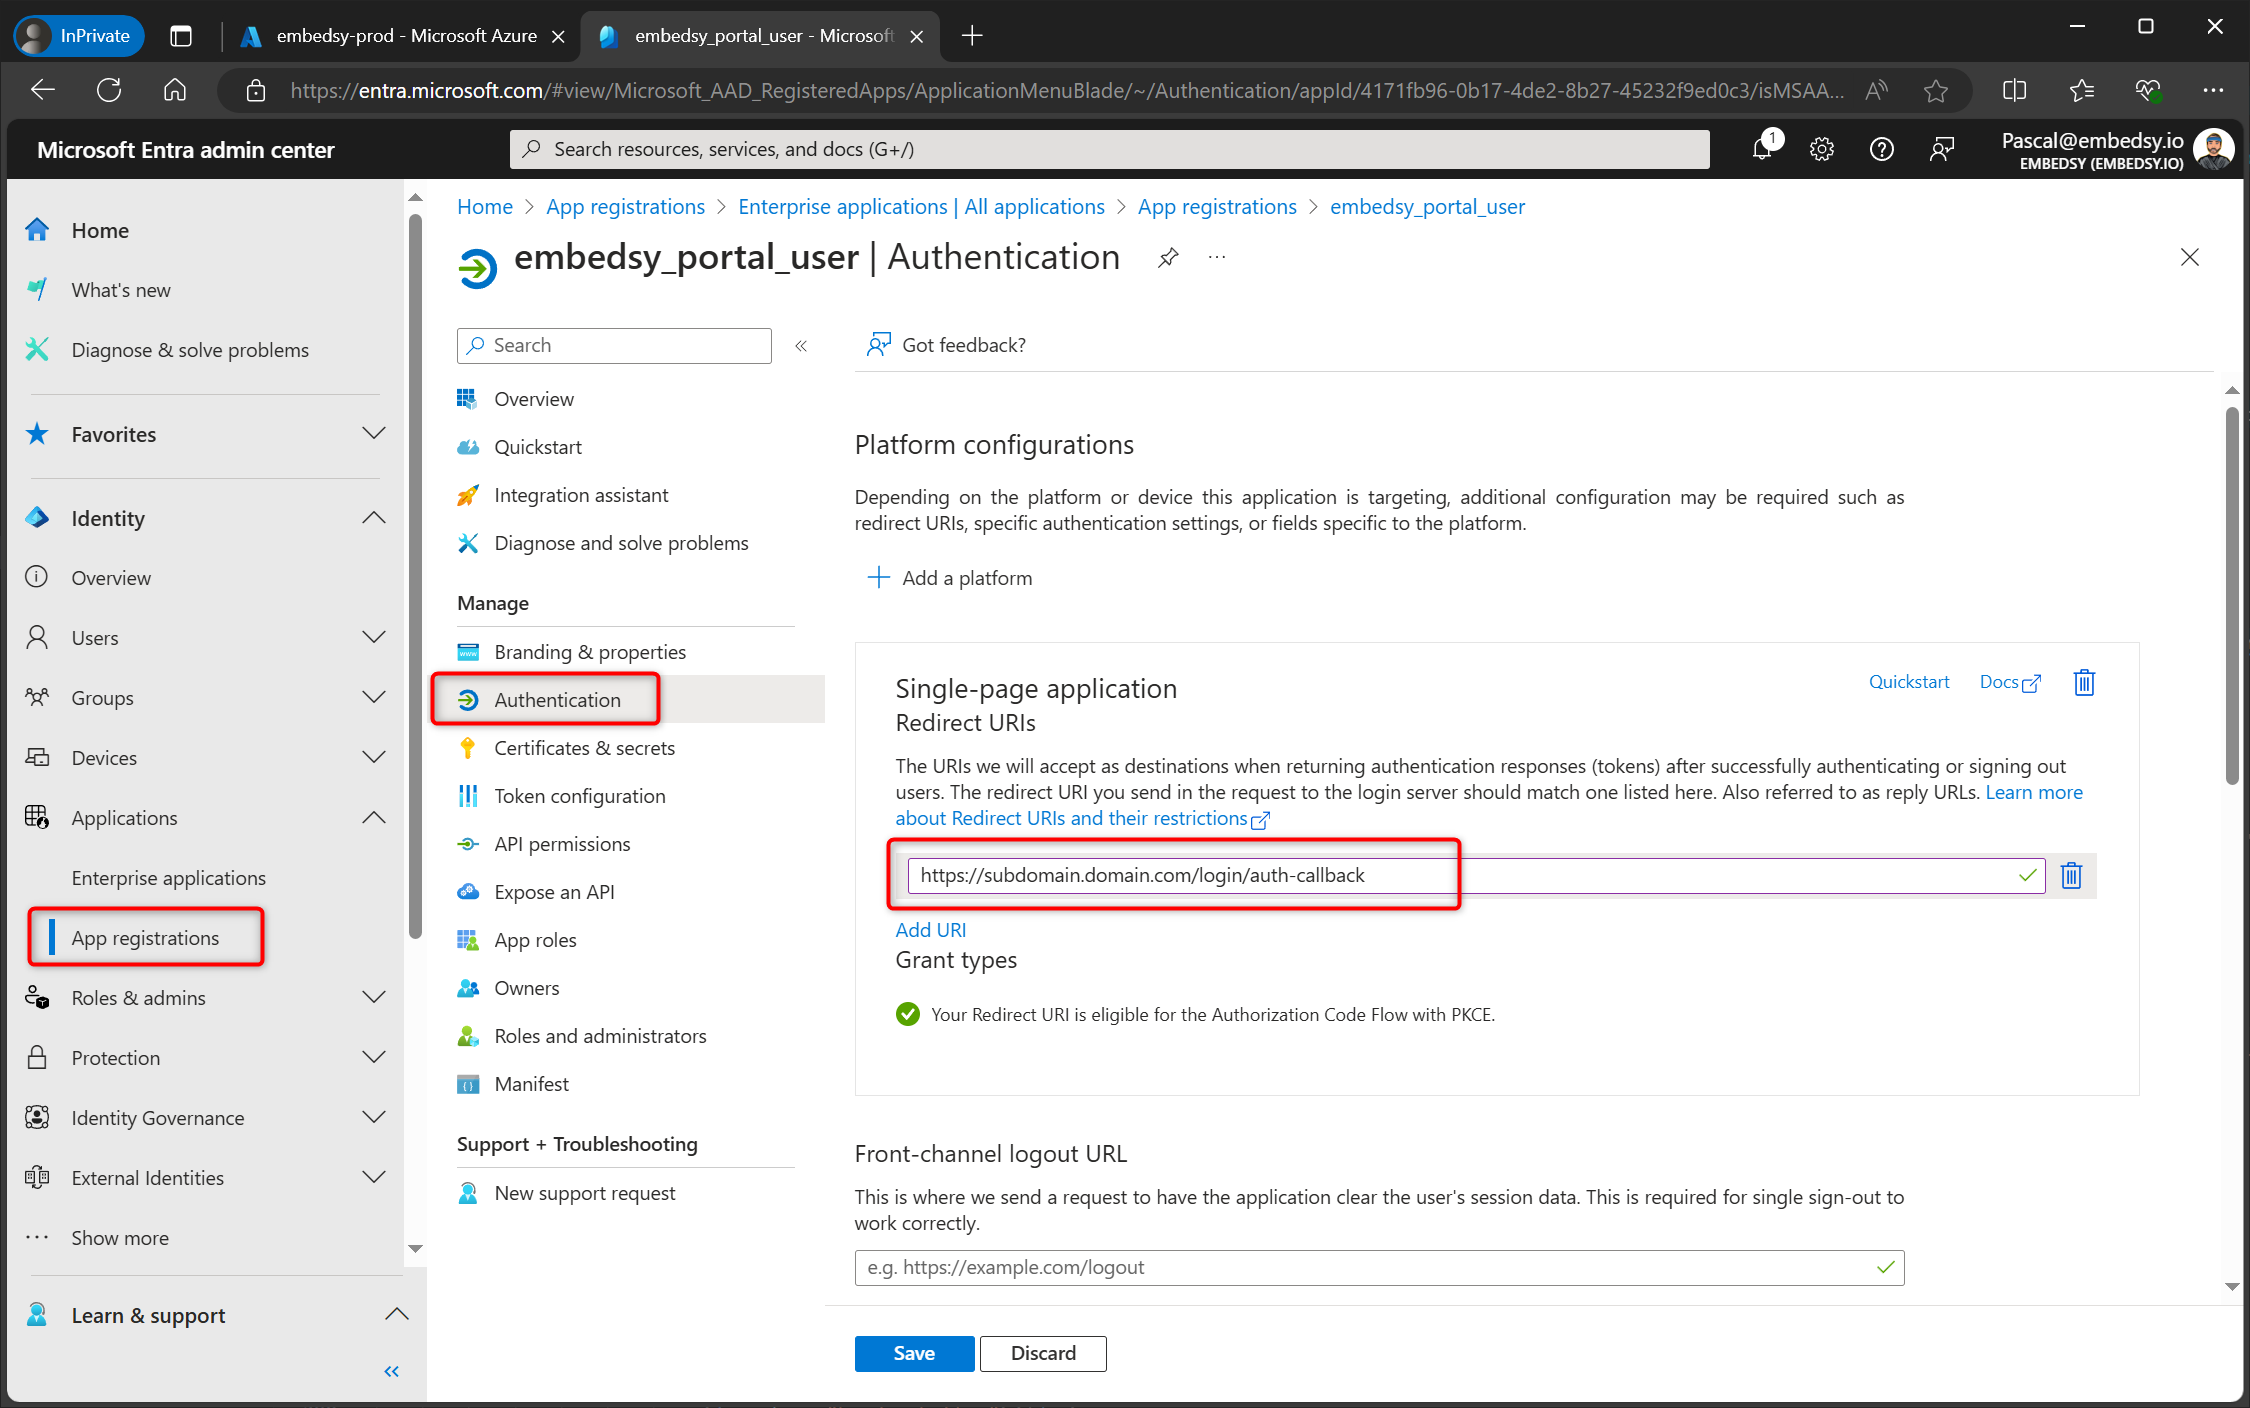 InPrivate
embedsy-prod - Microsoft Azure
embedsy_portal_user - Microsoft
https://entra.microsoft.com/#view/Microsoft_AAD_RegisteredApps/ApplicationMenuBlade/~/Authentication/appId/4171fb96-0b17-4de2-8b27-45232f9ed0c3/isMSAA...
Microsoft Entra admin center
Search resources, services, and docs (G+/)
1
Pascal@embedsy.io
EMBEDSY (EMBEDSY.IO)
Home
What's new
Diagnose & solve problems
Favorites
Identity
Overview
Users
Groups
Devices
Applications
Enterprise applications
App registrations
Roles & admins
Protection
Identity Governance
External Identities
Show more
Learn & support
Home > App registrations > Enterprise applications | All applications > App registrations > embedsy_portal_user
embedsy_portal_user | Authentication
Search
Overview
Quickstart
Integration assistant
Diagnose and solve problems
Manage
Branding & properties
Authentication
Certificates & secrets
Token configuration
API permissions
Expose an API
App roles
Owners
Roles and administrators
Manifest
Support + Troubleshooting
New support request
Got feedback?
Platform configurations
Depending on the platform or device this application is targeting, additional configuration may be required such as
redirect URIs, specific authentication settings, or fields specific to the platform.
Add a platform
Single-page application
Quickstart
Docs
Redirect URIs
The URIs we will accept as destinations when returning authentication responses (tokens) after successfully authenticating or signing out
users. The redirect URI you send in the request to the login server should match one listed here. Also referred to as reply URLs. Learn more
about Redirect URIs and their restrictions
https://subdomain.domain.com/login/auth-callback
Add URI
Grant types
Your Redirect URI is eligible for the Authorization Code Flow with PKCE.
Front-channel logout URL
This is where we send a request to have the application clear the user's session data. This is required for single sign-out to
work correctly.
e.g. https://example.com/logout
Save
Discard